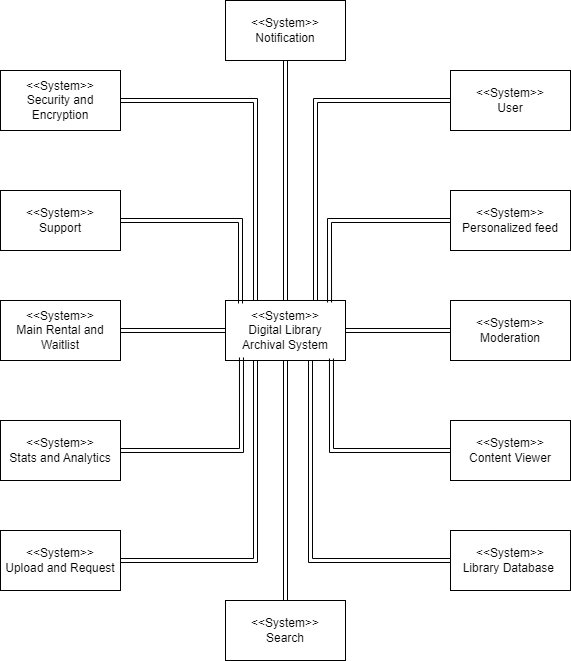 <<System>>
Notification
<<System>>
Security and
Encryption
<<System>>
User
<<System>>
Support
<<System>>
Personalized feed
<<System>>
Main Rental and
Waitlist
<<System>>
Digital Library
Archival System
<<System>>
Moderation
<<System>>
Stats and Analytics
<<System>>
Content Viewer
<<System>>
Upload and Request
<<System>>
Library Database
<<System>>
Search